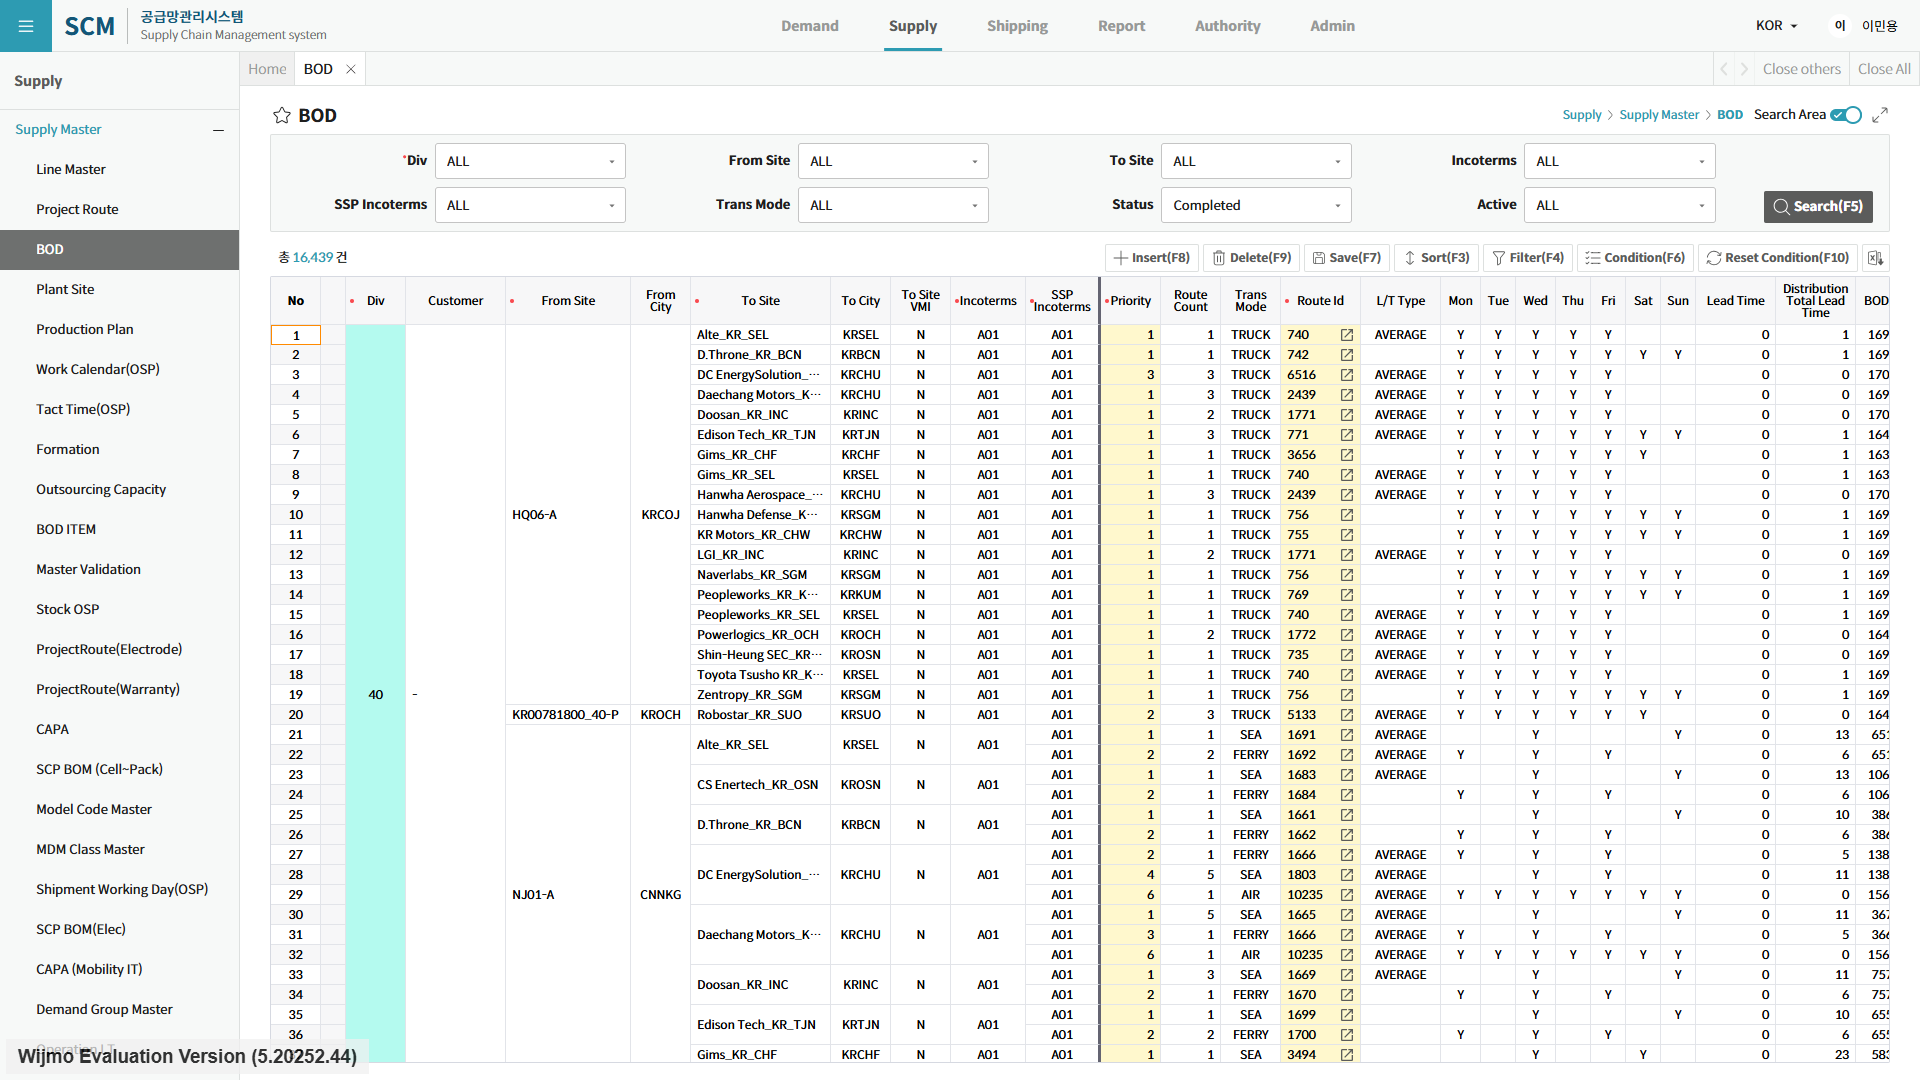 SCM 공급망관리시스템
Supply Chain Management system
Demand Supply Shipping Report Authority Admin
KOR 이 이민용
Supply
Home BOD Close others Close All
Supply Master
Line Master
Project Route
BOD
Plant Site
Production Plan
Work Calendar(OSP)
Tact Time(OSP)
Formation
Outsourcing Capacity
BOD ITEM
Master Validation
Stock OSP
ProjectRoute(Electrode)
ProjectRoute(Warranty)
CAPA
SCP BOM (Cell~Pack)
Model Code Master
MDM Class Master
Shipment Working Day(OSP)
SCP BOM(Elec)
CAPA (Mobility IT)
Demand Group Master
Wijmo Evaluation Version (5.20252.44)
BOD
Supply > Supply Master > BOD Search Area
*Div ALL From Site ALL To Site ALL Incoterms ALL
SSP Incoterms ALL Trans Mode ALL Status Completed Active ALL Search(F5)
총 16,439 건
Insert(F8) Delete(F9) Save(F7) Sort(F3) Filter(F4) Condition(F6) Reset Condition(F10)
No Div Customer From Site From City To Site To City To Site VMI Incoterms SSP Incoterms Priority Route Count Trans Mode Route Id L/T Type Mon Tue Wed Thu Fri Sat Sun Lead Time Distribution Total Lead Time BOD
1 Alte_KR_SEL KRSEL N A01 A01 1 1 TRUCK 740 AVERAGE Y Y Y Y Y 0 1 169
2 D.Throne_KR_BCN KRBCN N A01 A01 1 1 TRUCK 742 Y Y Y Y Y Y Y 0 1 169
3 DC EnergySolution_··· KRCHU N A01 A01 3 3 TRUCK 6516 AVERAGE Y Y Y Y Y 0 0 170
4 Daechang Motors_K··· KRCHU N A01 A01 1 3 TRUCK 2439 AVERAGE Y Y Y Y Y 0 0 169
5 Doosan_KR_INC KRINC N A01 A01 1 2 TRUCK 1771 AVERAGE Y Y Y Y Y 0 0 170
6 Edison Tech_KR_TJN KRTJN N A01 A01 1 3 TRUCK 771 AVERAGE Y Y Y Y Y Y Y 0 1 164
7 Gims_KR_CHF KRCHF N A01 A01 1 1 TRUCK 3656 Y Y Y Y Y Y 0 1 163
8 Gims_KR_SEL KRSEL N A01 A01 1 1 TRUCK 740 AVERAGE Y Y Y Y Y 0 1 163
9 Hanwha Aerospace_··· KRCHU N A01 A01 1 3 TRUCK 2439 AVERAGE Y Y Y Y Y 0 0 170
10 HQ06-A KRCOJ Hanwha Defense_K··· KRSGM N A01 A01 1 1 TRUCK 756 Y Y Y Y Y Y Y 0 1 169
11 KR Motors_KR_CHW KRCHW N A01 A01 1 1 TRUCK 755 Y Y Y Y Y Y Y 0 1 169
12 LGI_KR_INC KRINC N A01 A01 1 2 TRUCK 1771 AVERAGE Y Y Y Y Y 0 0 169
13 Naverlabs_KR_SGM KRSGM N A01 A01 1 1 TRUCK 756 Y Y Y Y Y Y Y 0 1 169
14 Peopleworks_KR_K··· KRKUM N A01 A01 1 1 TRUCK 769 Y Y Y Y Y Y Y 0 1 169
15 Peopleworks_KR_SEL KRSEL N A01 A01 1 1 TRUCK 740 AVERAGE Y Y Y Y Y 0 1 169
16 Powerlogics_KR_OCH KROCH N A01 A01 1 2 TRUCK 1772 AVERAGE Y Y Y Y Y 0 0 164
17 Shin-Heung SEC_KR··· KROSN N A01 A01 1 1 TRUCK 735 AVERAGE Y Y Y Y Y 0 0 169
18 Toyota Tsusho KR_K··· KRSEL N A01 A01 1 1 TRUCK 740 AVERAGE Y Y Y Y Y 0 1 169
19 40 - Zentropy_KR_SGM KRSGM N A01 A01 1 1 TRUCK 756 Y Y Y Y Y Y Y 0 1 169
20 KR00781800_40-P KROCH Robostar_KR_SUO KRSUO N A01 A01 2 3 TRUCK 5133 AVERAGE Y Y Y Y Y Y 0 0 164
21 Alte_KR_SEL KRSEL N A01 A01 1 1 SEA 1691 AVERAGE Y Y 0 13 651
22 A01 2 2 FERRY 1692 AVERAGE Y Y Y 0 6 651
23 CS Enertech_KR_OSN KROSN N A01 A01 1 1 SEA 1683 AVERAGE Y Y 0 13 106
24 A01 2 1 FERRY 1684 Y Y Y 0 6 106
25 D.Throne_KR_BCN KRBCN N A01 A01 1 1 SEA 1661 Y Y 0 10 386
26 A01 2 1 FERRY 1662 Y Y Y 0 6 386
27 A01 2 1 FERRY 1666 AVERAGE Y Y Y 0 5 138
28 DC EnergySolution_··· KRCHU N A01 A01 4 5 SEA 1803 AVERAGE Y Y Y 0 11 138
29 NJ01-A CNNKG A01 6 1 AIR 10235 AVERAGE Y Y Y Y Y Y Y 0 0 156
30 A01 1 5 SEA 1665 AVERAGE Y Y 0 11 367
31 Daechang Motors_K··· KRCHU N A01 A01 3 1 FERRY 1666 AVERAGE Y Y Y 0 5 366
32 A01 6 1 AIR 10235 AVERAGE Y Y Y Y Y Y Y 0 0 156
33 Doosan_KR_INC KRINC N A01 A01 1 3 SEA 1669 AVERAGE Y Y 0 11 757
34 A01 2 1 FERRY 1670 Y Y Y 0 6 757
35 Edison Tech_KR_TJN KRTJN N A01 A01 1 1 SEA 1699 Y Y 0 10 655
36 A01 2 2 FERRY 1700 Y Y Y 0 6 655
Gims_KR_CHF KRCHF N A01 A01 1 1 SEA 3494 Y Y 0 23 583